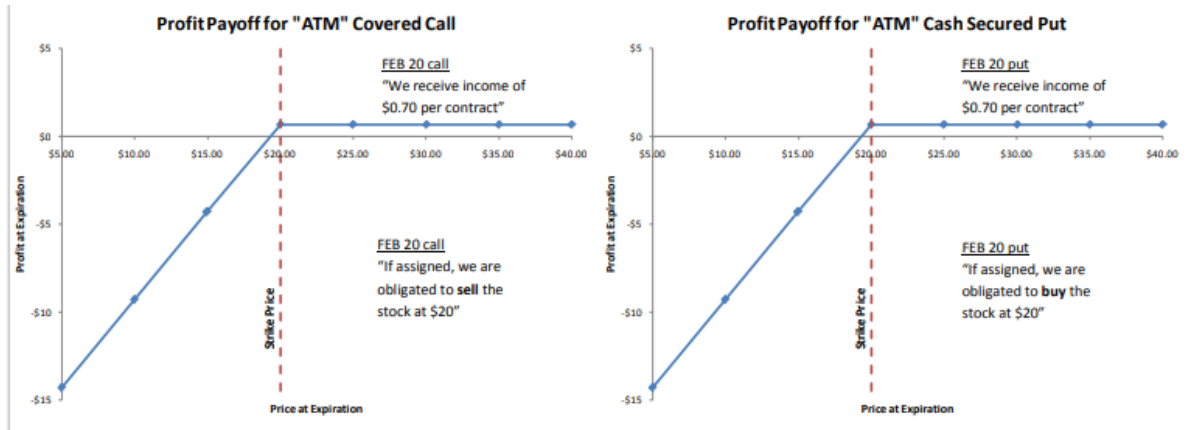 Profit Payoff for "ATM" Covered Call
$5
$0
-$5
-$10
-$15
$5.00
$10.00
$15.00
$20.00
$25.00
$30.00
$35.00
$40.00
Profit at Expiration
Price at Expiration
Strike Price
FEB 20 call
“We receive income of
$0.70 per contract”
FEB 20 call
“If assigned, we are
obligated to sell the
stock at $20”
Profit Payoff for "ATM" Cash Secured Put
$5
$0
-$5
-$10
-$15
$5.00
$10.00
$15.00
$20.00
$25.00
$30.00
$35.00
$40.00
Profit at Expiration
Price at Expiration
Strike Price
FEB 20 put
“We receive income of
$0.70 per contract”
FEB 20 put
“If assigned, we are
obligated to buy the
stock at $20”